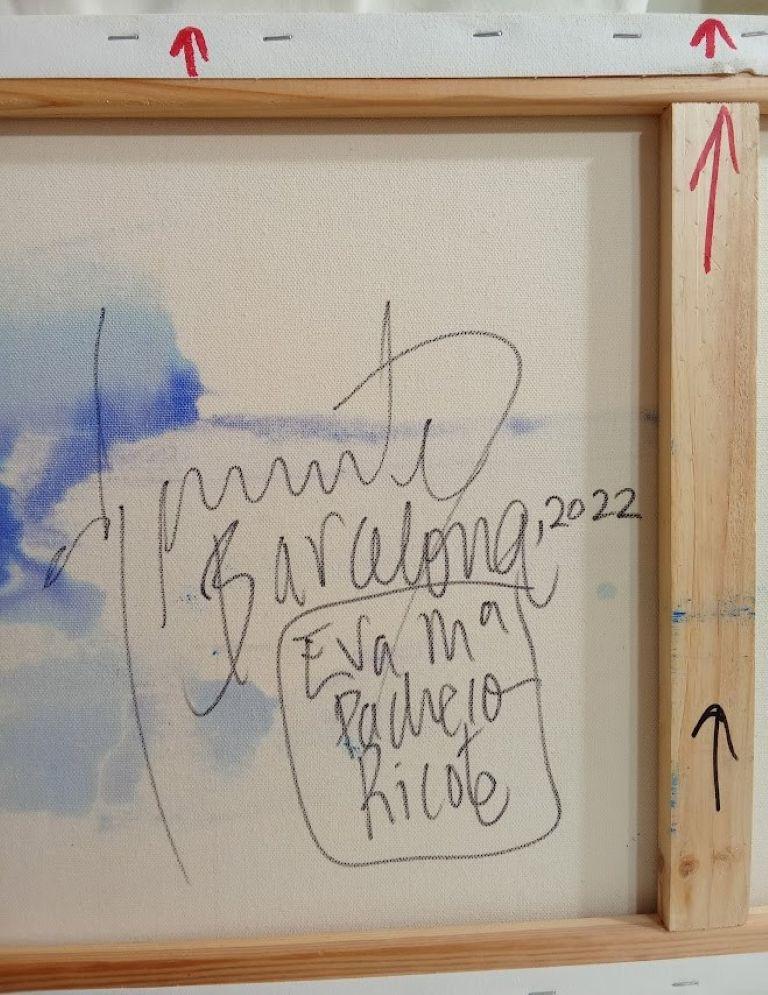 Barcelona, 2022
Eva Mª
Pacheco
Ricote